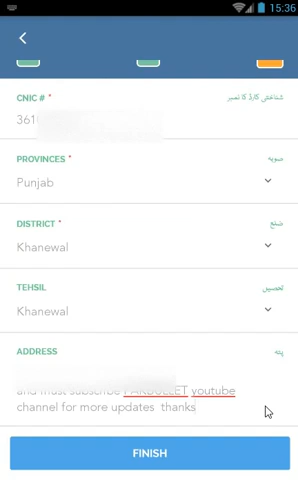 15:36
CNIC # * شناختی کارڈ کا نمبر
361
PROVINCES * صوبہ
Punjab
DISTRICT * ضلع
Khanewal
TEHSIL تحصیل
Khanewal
ADDRESS پتہ
and must subscribe PAKBULLET youtube
channel for more updates thanks
FINISH